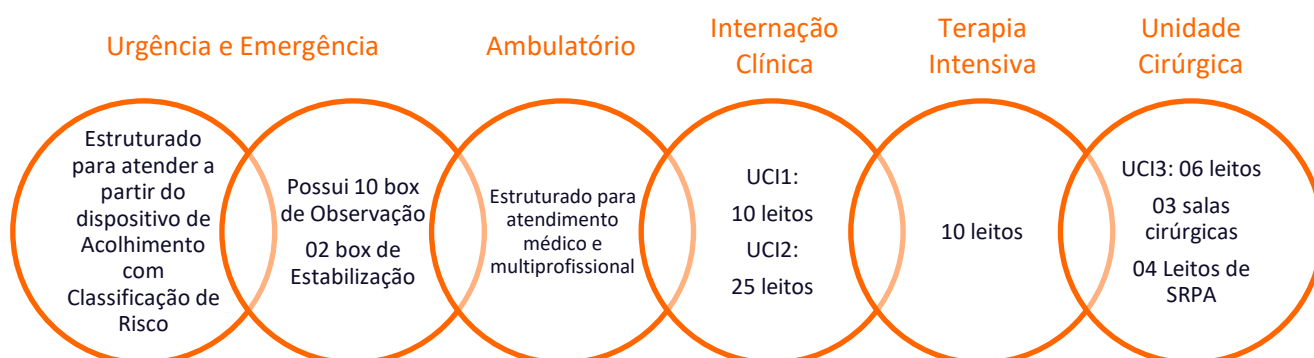 Urgência e Emergência
Ambulatório
Internação
Clínica
Terapia
Intensiva
Unidade
Cirúrgica
Estruturado
para atender a
partir do
dispositivo de
Acolhimento
com
Classificação de
Risco
Possui 10 box
de Observação
02 box de
Estabilização
Estruturado para
atendimento
médico e
multiprofissional
UCI1:
10 leitos
UCI2:
25 leitos
10 leitos
UCI3: 06 leitos
03 salas
cirúrgicas
04 Leitos de
SRPA